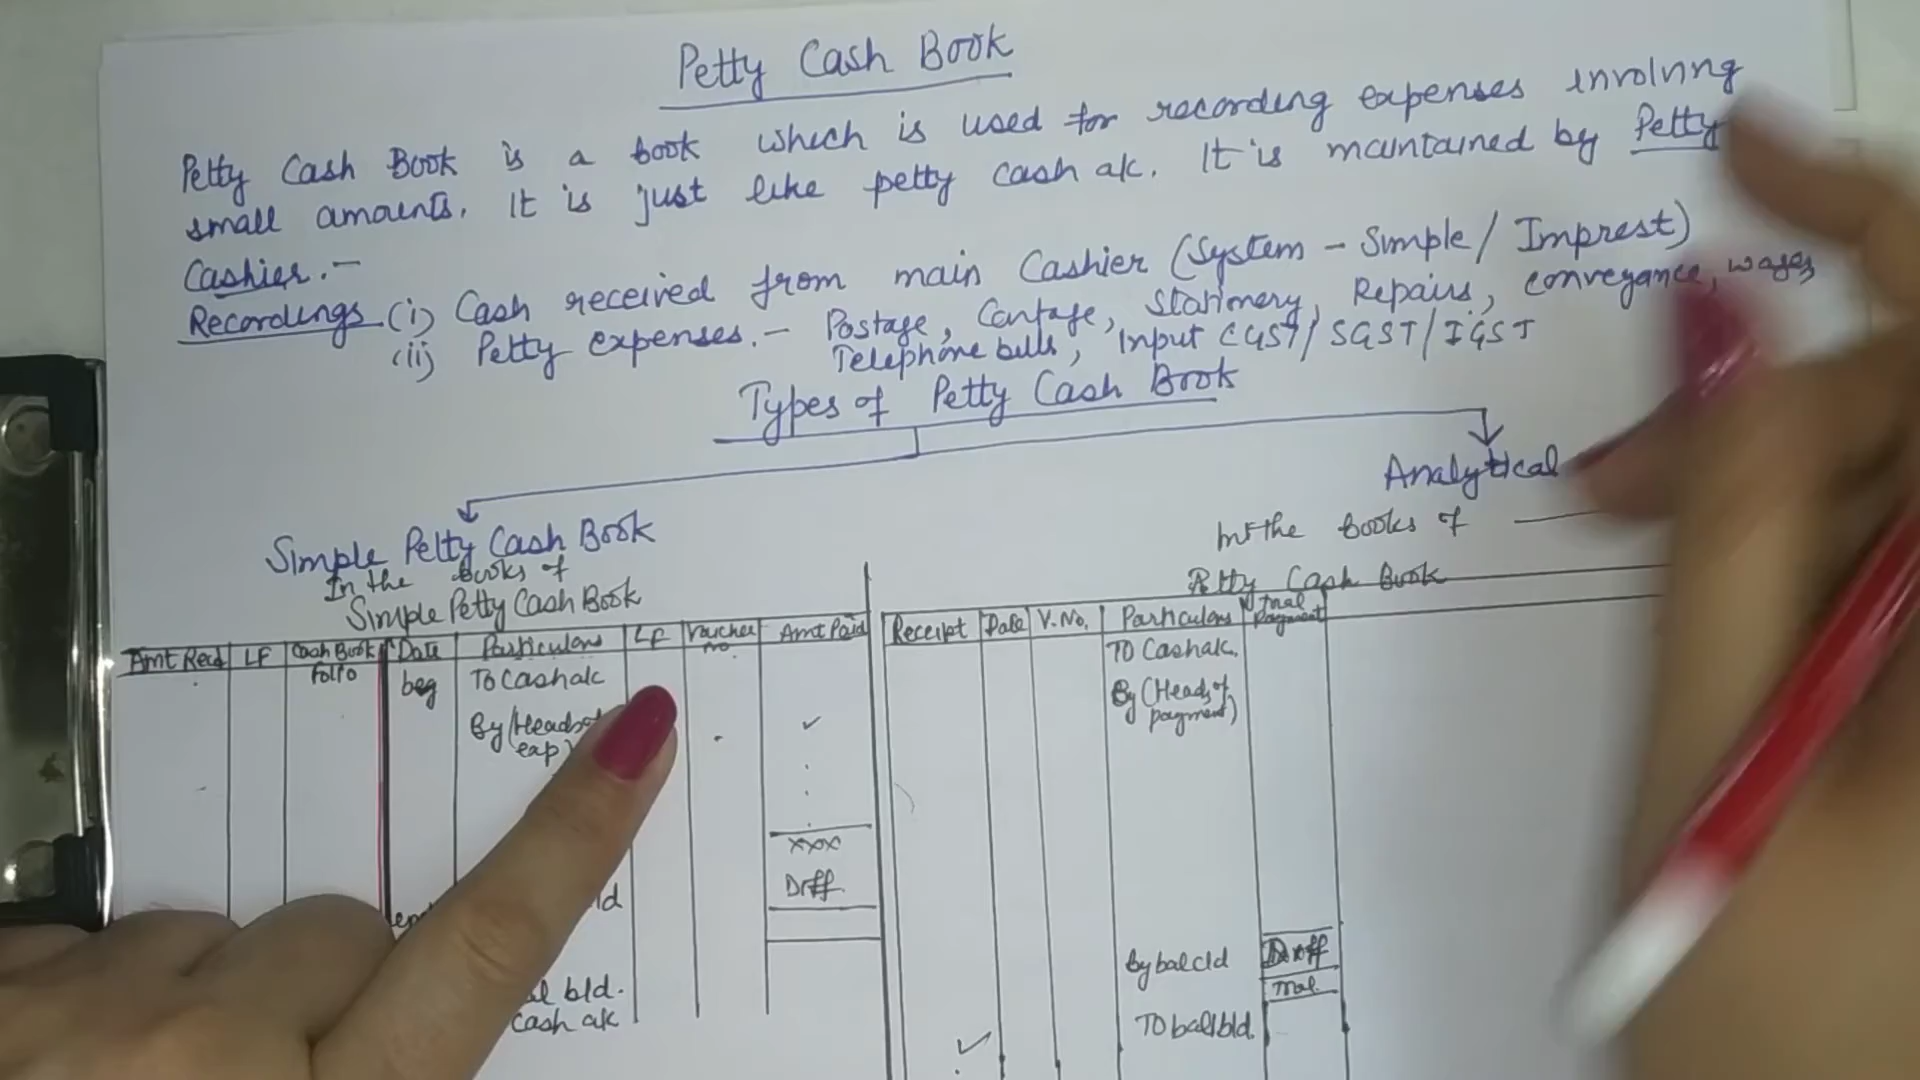 Petty Cash Book
Petty Cash Book is a book which is used for recording expenses involving
small amounts. It is just like petty cash a/c. It is maintained by Petty
Cashier.-
Recordings (i) Cash received from main Cashier (System - Simple / Imprest)
(ii) Petty expenses.- Postage, Cartage, Stationery, Repairs, Conveyance, wages
Telephone bills, Input CGST/SGST/IGST
Types of Petty Cash Book
Analytical
Simple Petty Cash Book
In the books of
Simple Petty Cash Book
Amt Recd LF Cash Book Folio Date Particulars LF Voucher no. Amt Paid
beg To Cash a/c
By (Heads of exp)
xxx
Diff
bld.
Cash a/c
In the books of
Petty Cash Book
Receipt Date V.No. Particulars Payment
To Cash a/c.
By (Heads of payment)
By bal c/d Diff
To bal b/d.